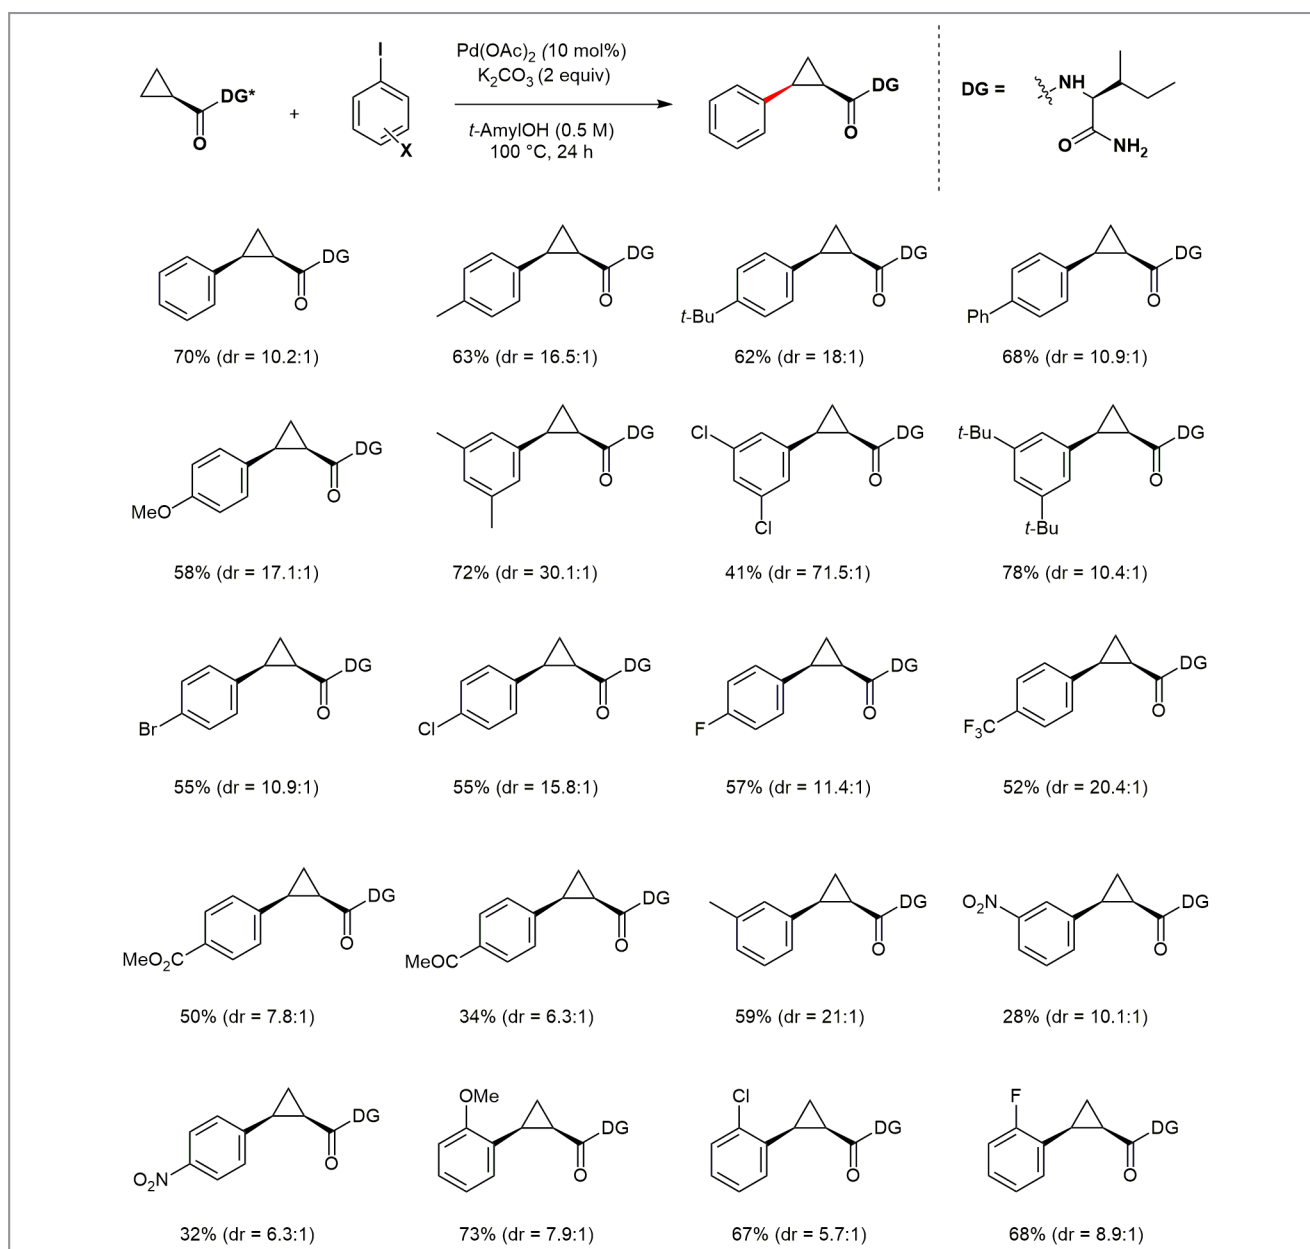 I
X
DG*
O
+
Pd(OAc)₂ (10 mol%)
K₂CO₃ (2 equiv)
t-AmylOH (0.5 M)
100 °C, 24 h
DG
O
DG =
NH
O
NH₂
DG
O
70% (dr = 10.2:1)
DG
O
63% (dr = 16.5:1)
DG
O
t-Bu
62% (dr = 18:1)
DG
O
Ph
68% (dr = 10.9:1)
DG
O
MeO
58% (dr = 17.1:1)
DG
O
72% (dr = 30.1:1)
Cl
DG
O
Cl
41% (dr = 71.5:1)
t-Bu
DG
O
t-Bu
78% (dr = 10.4:1)
DG
O
Br
55% (dr = 10.9:1)
DG
O
Cl
55% (dr = 15.8:1)
DG
O
F
57% (dr = 11.4:1)
DG
O
F₃C
52% (dr = 20.4:1)
DG
O
MeO₂C
50% (dr = 7.8:1)
DG
O
MeOC
34% (dr = 6.3:1)
DG
O
59% (dr = 21:1)
O₂N
DG
O
28% (dr = 10.1:1)
DG
O
O₂N
32% (dr = 6.3:1)
OMe
DG
O
73% (dr = 7.9:1)
Cl
DG
O
67% (dr = 5.7:1)
F
DG
O
68% (dr = 8.9:1)